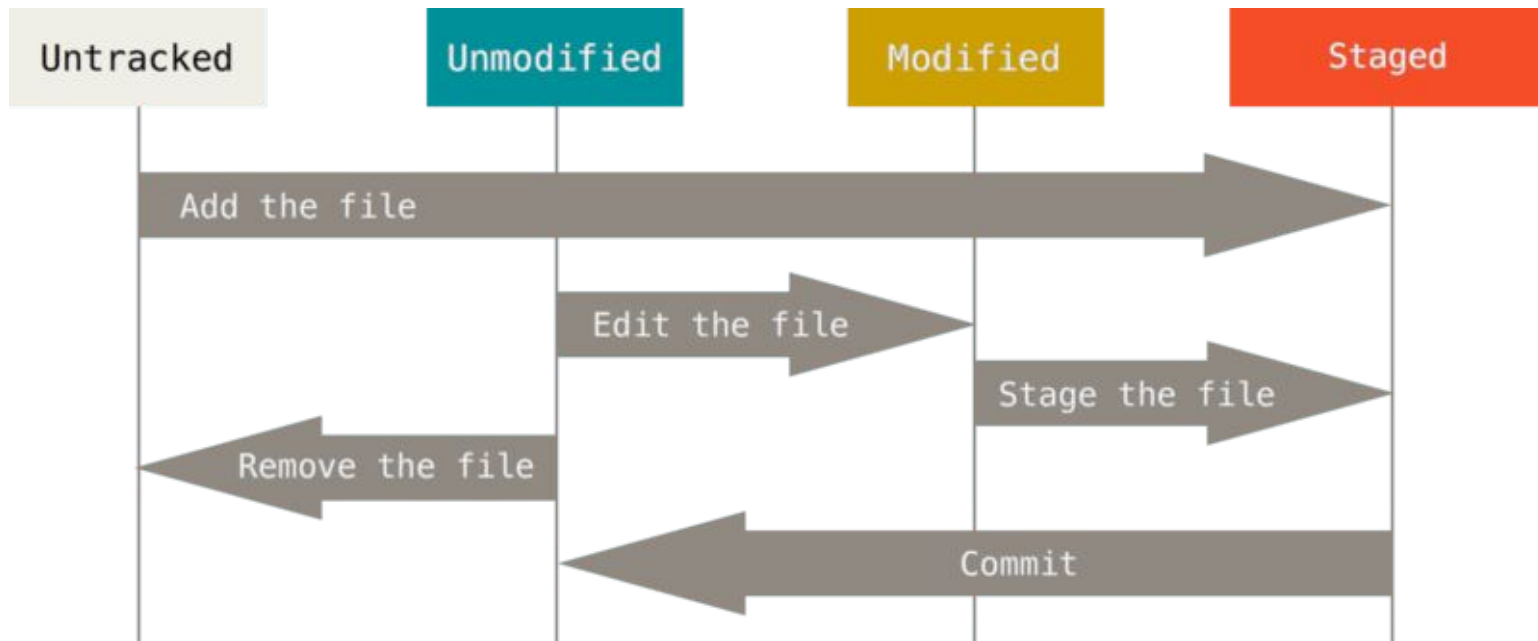 Untracked
Unmodified
Modified
Staged
Add the file
Edit the file
Stage the file
Remove the file
Commit